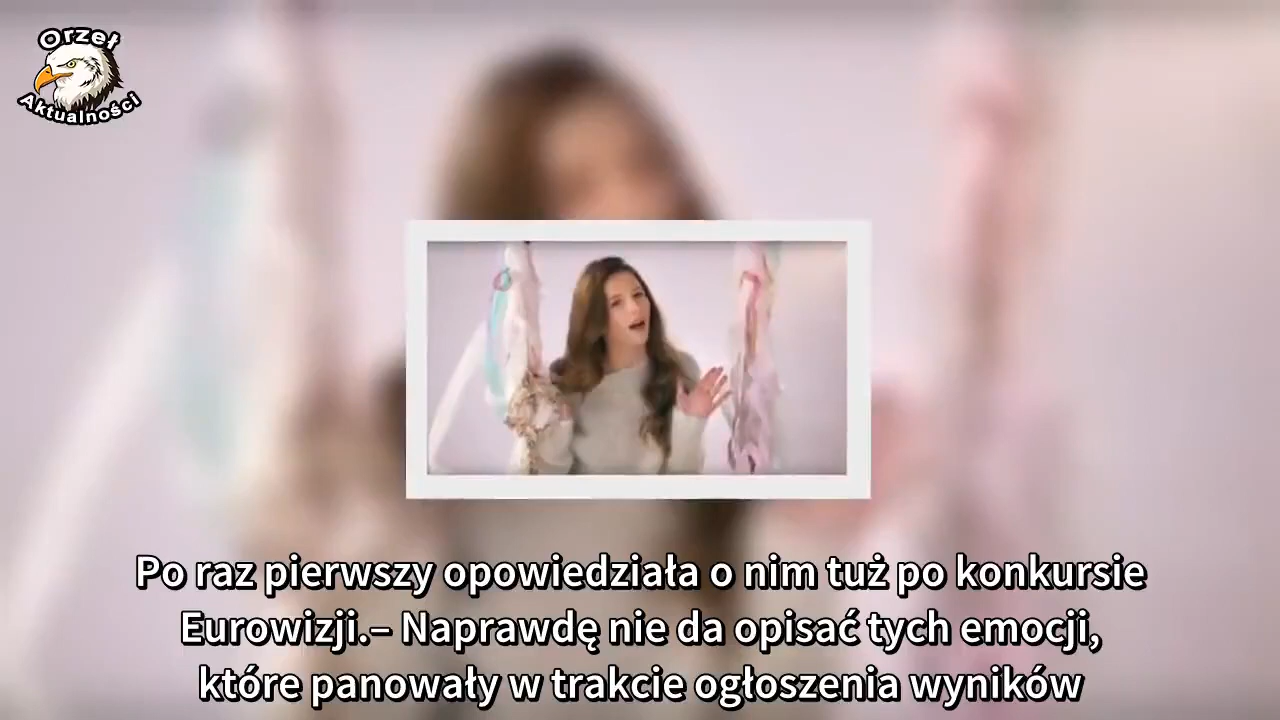 Orzeł
Aktualności
Po raz pierwszy opowiedziała o nim tuż po konkursie
Eurowizji.– Naprawdę nie da opisać tych emocji,
które panowały w trakcie ogłoszenia wyników